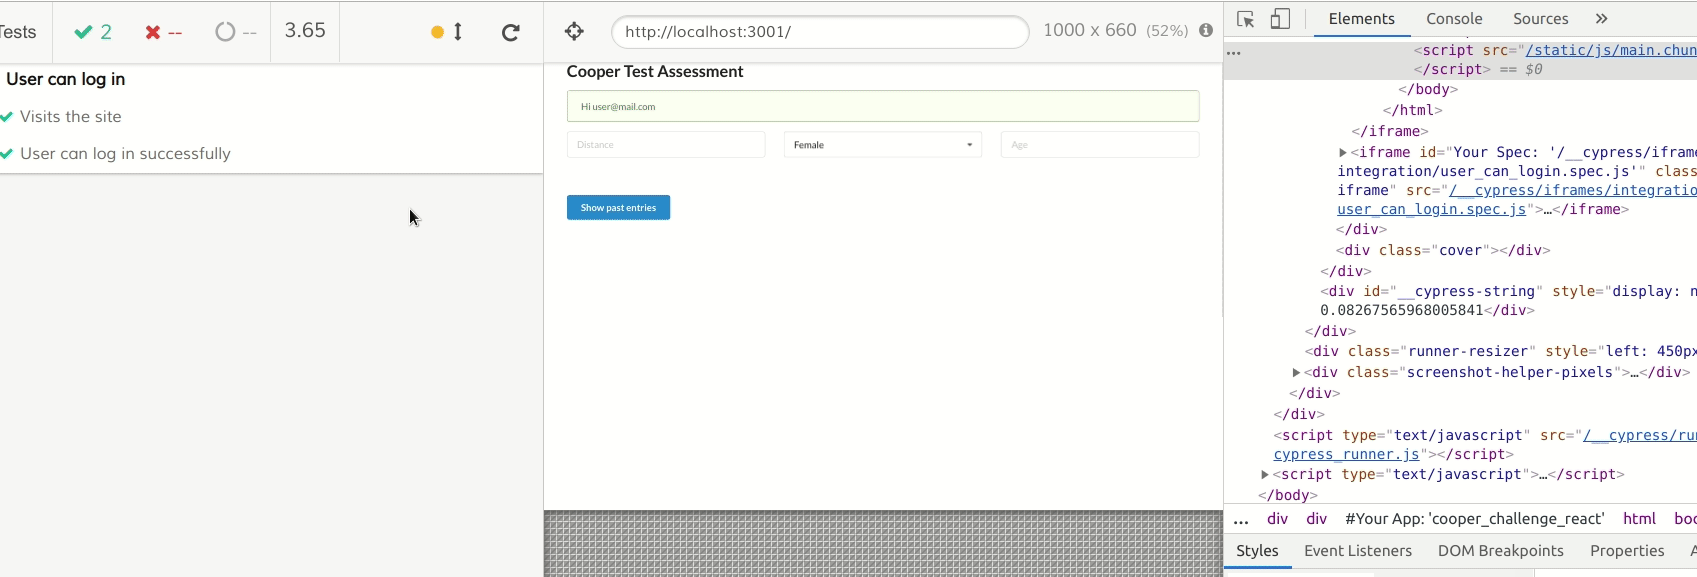 Tests 2 -- -- 3.65
User can log in
Visits the site
User can log in successfully
http://localhost:3001/ 1000 x 660 (52%)
Cooper Test Assessment
Hi user@mail.com
Distance Female Age
Show past entries
Elements Console Sources »
<script src="/static/js/main.chun
</script> == $0
</body>
</html>
</iframe>
<iframe id="Your Spec: '/__cypress/iframe
integration/user_can_login.spec.js'" class
iframe" src="/__cypress/iframes/integratio
user_can_login.spec.js">…</iframe>
</div>
<div class="cover"></div>
</div>
<div id="__cypress-string" style="display: n
0.08267565968005841</div>
</div>
<div class="runner-resizer" style="left: 450px
<div class="screenshot-helper-pixels">…</div>
</div>
</div>
<script type="text/javascript" src="/__cypress/ru
cypress_runner.js"></script>
<script type="text/javascript">…</script>
</body>
… div div #Your App: 'cooper_challenge_react' html bo
Styles Event Listeners DOM Breakpoints Properties A